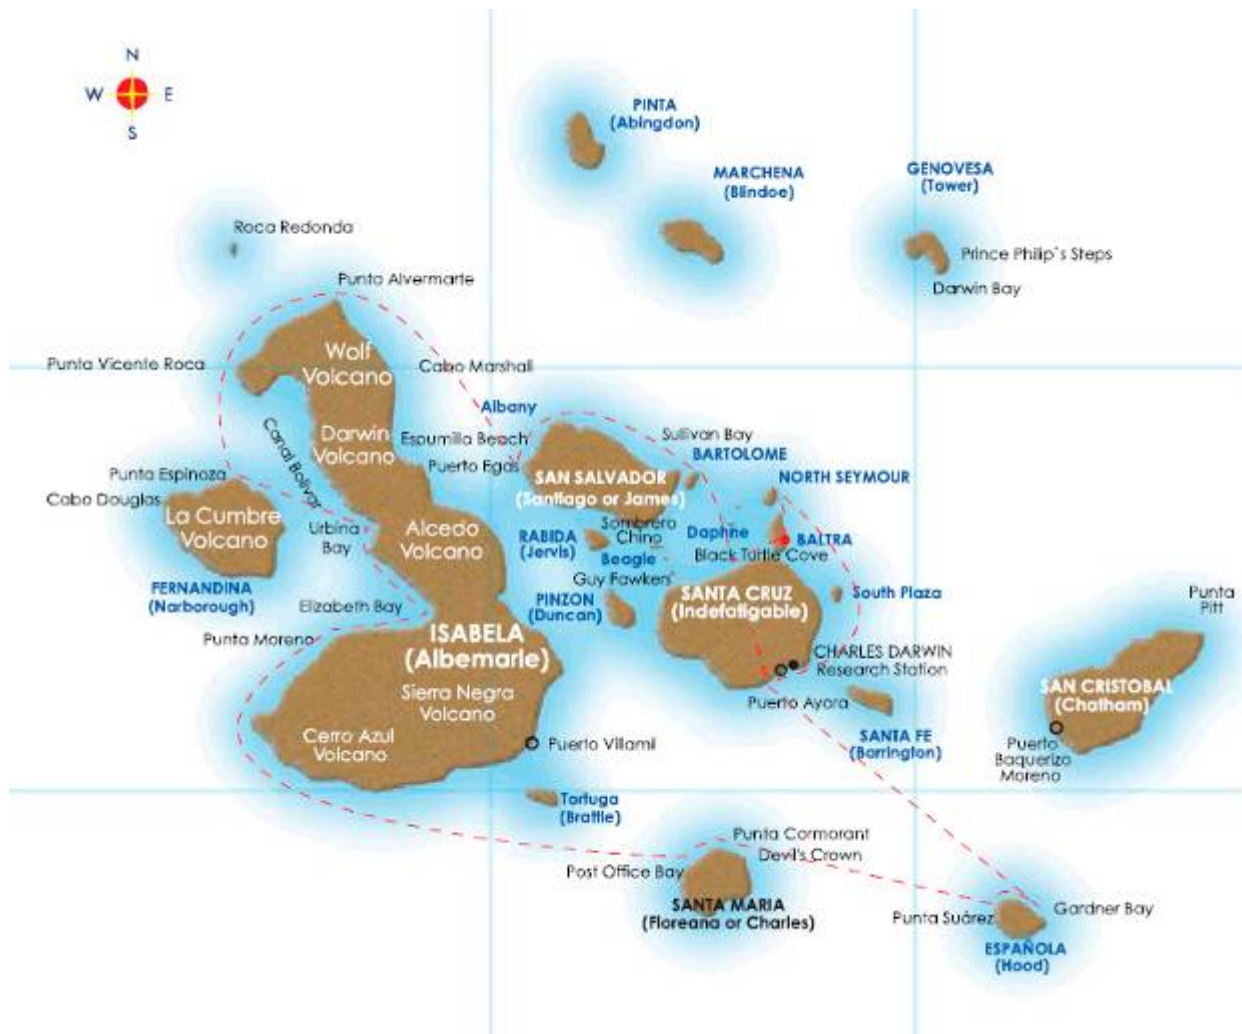 N
W
E
S
PINTA
(Abingdon)
MARCHENA
(Blindoe)
GENOVESA
(Tower)
Roca Redonda
Prince Philip´s Steps
Darwin Bay
Punta Alvermarte
Wolf
Volcano
Punta Vicente Roca
Cabo Marshall
Albany
Canal Bolivar
Darwin
Volcano
Espumilla Beach
Sullivan Bay
BARTOLOME
Puerto Egas
SAN SALVADOR
(Santiago or James)
NORTH SEYMOUR
Punta Espinoza
Cabo Douglas
La Cumbre
Volcano
Urbina
Bay
Alcedo
Volcano
RABIDA
(Jervis)
Sombrero
Chino
Daphne
BALTRA
Beagle
Black Turtle Cove
Guy Fawken
FERNANDINA
(Narborough)
Elizabeth Bay
PINZON
(Duncan)
SANTA CRUZ
(Indefatigable)
South Plaza
Punta
Pitt
Punta Moreno
ISABELA
(Albemarle)
CHARLES DARWIN
Research Station
Sierra Negra
Volcano
Puerto Ayora
SAN CRISTOBAL
(Chatham)
Cerro Azul
Volcano
Puerto Villamil
SANTA FE
(Barrington)
Puerto
Baquerizo
Moreno
Tortuga
(Brattle)
Punta Cormorant
Devil's Crown
Post Office Bay
SANTA MARIA
(Floreana or Charles)
Punta Suárez
Gardner Bay
ESPAÑOLA
(Hood)